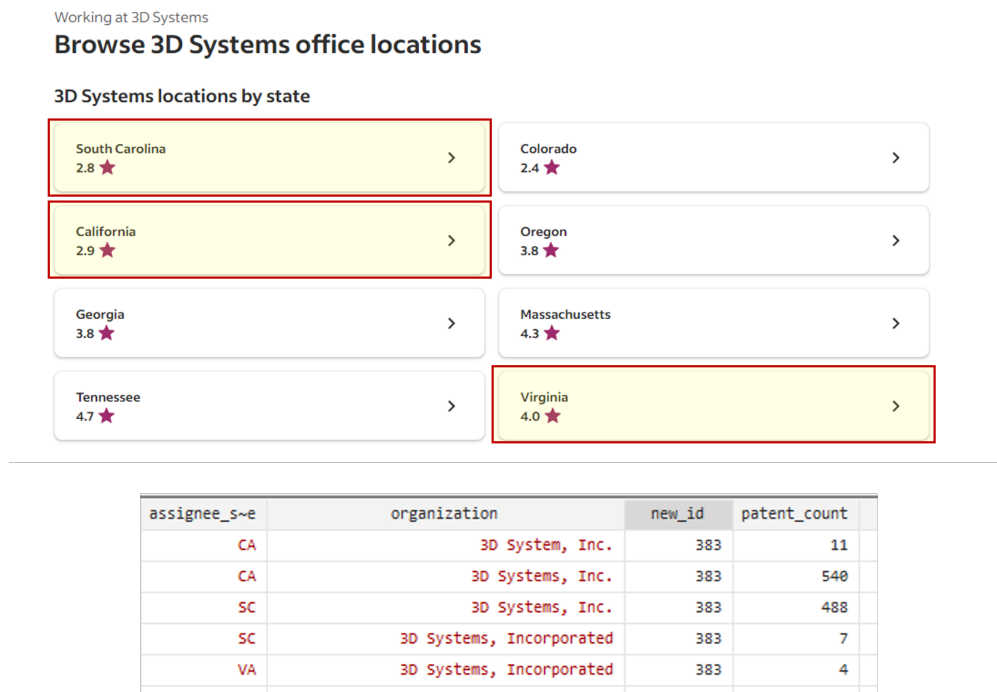 Working at 3D Systems
Browse 3D Systems office locations
3D Systems locations by state
South Carolina
2.8
Colorado
2.4
California
2.9
Oregon
3.8
Georgia
3.8
Massachusetts
4.3
Tennessee
4.7
Virginia
4.0
assignee_s~e organization new_id patent_count
CA 3D System, Inc. 383 11
CA 3D Systems, Inc. 383 540
SC 3D Systems, Inc. 383 488
SC 3D Systems, Incorporated 383 7
VA 3D Systems, Incorporated 383 4